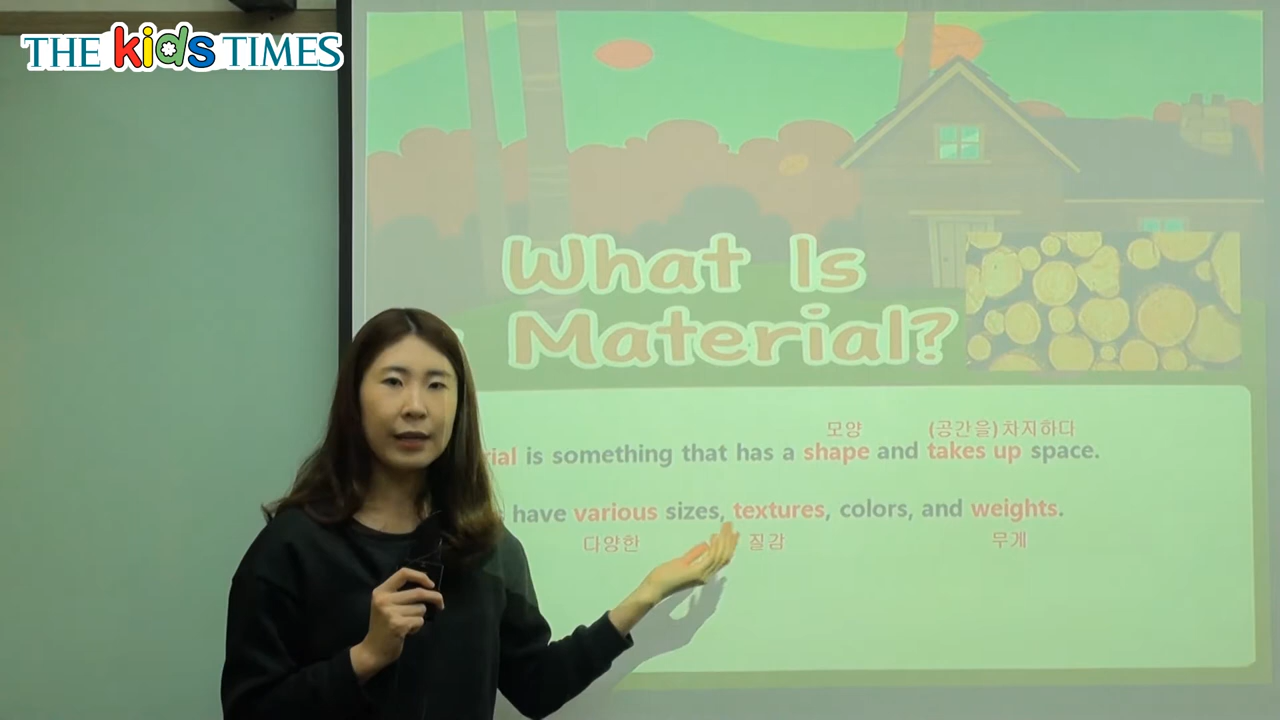 THE kids TIMES
What Is
Material?
모양 (공간을)차지하다
is something that has a shape and takes up space.
have various sizes, textures, colors, and weights.
다양한 질감 무게